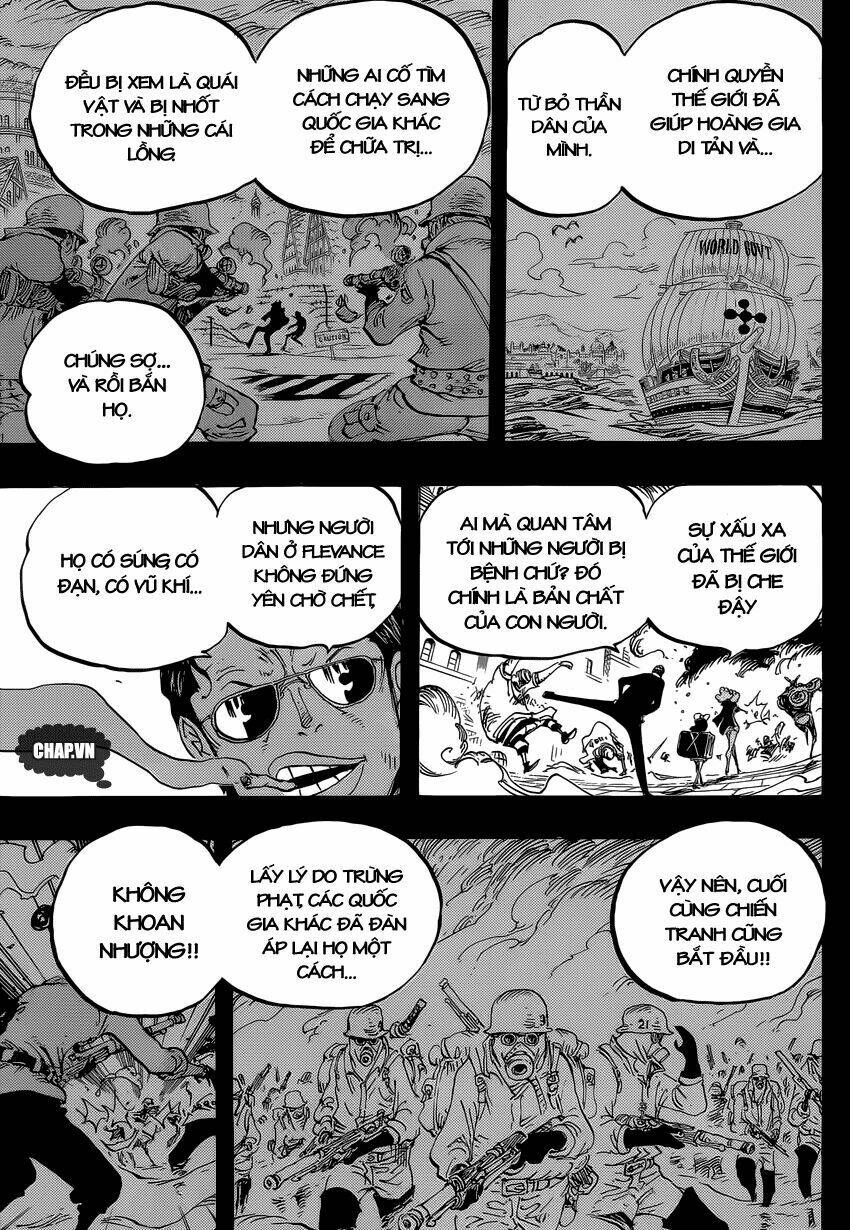 CHÍNH QUYỀN
THẾ GIỚI ĐÃ
GIÚP HOÀNG GIA
DI TẢN VÀ...
TỪ BỎ THẦN
DÂN CỦA
MÌNH.
WORLD GOVT
NHỮNG AI CỐ TÌM
CÁCH CHẠY SANG
QUỐC GIA KHÁC
ĐỂ CHỮA TRỊ...
ĐỀU BỊ XEM LÀ QUÁI
VẬT VÀ BỊ NHỐT
TRONG NHỮNG CÁI
LỒNG.
CAUTION
CHÚNG SỢ...
VÀ RỒI BẮN
HỌ.
SỰ XẤU XA
CỦA THẾ GIỚI
ĐÃ BỊ CHE
ĐẬY
AI MÀ QUAN TÂM
TỚI NHỮNG NGƯỜI BỊ
BỆNH CHỨ? ĐÓ
CHÍNH LÀ BẢN CHẤT
CỦA CON NGƯỜI.
NHƯNG NGƯỜI
DÂN Ở FLEVANCE
KHÔNG ĐỨNG
YÊN CHỜ CHẾT,
HỌ CÓ SÚNG, CÓ
ĐẠN, CÓ VŨ KHÍ...
CHAP.VN
VẬY NÊN, CUỐI
CÙNG CHIẾN
TRANH CŨNG
BẮT ĐẦU!!
LẤY LÝ DO TRỪNG
PHẠT, CÁC QUỐC
GIA KHÁC ĐÃ ĐÀN
ÁP LẠI HỌ MỘT
CÁCH...
21
KHÔNG
KHOAN
NHƯỢNG!!